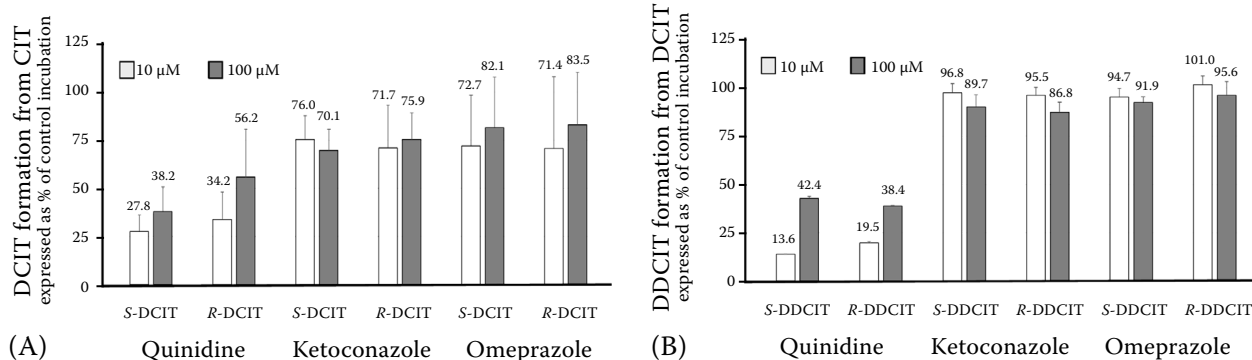 DCIT formation from CIT
expressed as % of control incubation
125
100
75
50
25
0
10 μM
100 μM
27.8
38.2
34.2
56.2
76.0
70.1
71.7
75.9
72.7
82.1
71.4
83.5
S-DCIT
R-DCIT
S-DCIT
R-DCIT
S-DCIT
R-DCIT
(A)
Quinidine
Ketoconazole
Omeprazole
DDCIT formation from DCIT
expressed as % of control incubation
125
100
75
50
25
0
10 μM
100 μM
13.6
42.4
19.5
38.4
96.8
89.7
95.5
86.8
94.7
91.9
101.0
95.6
S-DDCIT
R-DDCIT
S-DDCIT
R-DDCIT
S-DDCIT
R-DDCIT
(B)
Quinidine
Ketoconazole
Omeprazole